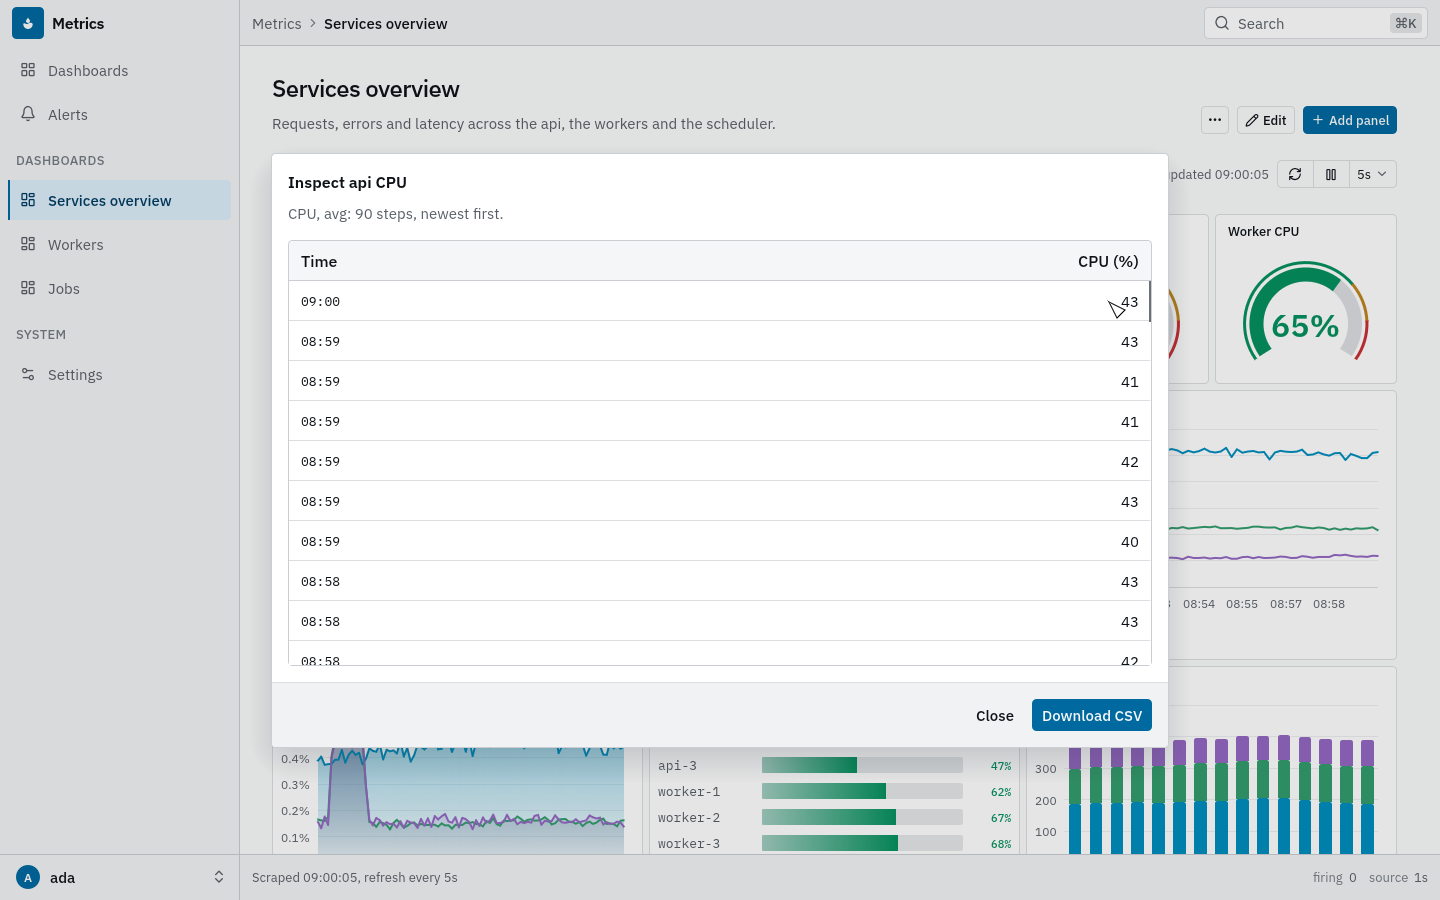 Metrics
Metrics > Services overview
Search
⌘K
Dashboards
Alerts
DASHBOARDS
Services overview
Workers
Jobs
SYSTEM
Settings
Services overview
Requests, errors and latency across the api, the workers and the scheduler.
Edit
+ Add panel
pdated 09:00:05
5s
Inspect api CPU
CPU, avg: 90 steps, newest first.
Time CPU (%)
09:00 43
08:59 43
08:59 41
08:59 41
08:59 42
08:59 43
08:59 40
08:58 43
08:58 43
08:58 42
Close
Download CSV
Worker CPU
65%
08:54 08:55 08:57 08:58
0.4%
0.3%
0.2%
0.1%
api-3 47%
worker-1 62%
worker-2 67%
worker-3 68%
300
200
100
A ada
Scraped 09:00:05, refresh every 5s
firing 0 source 1s